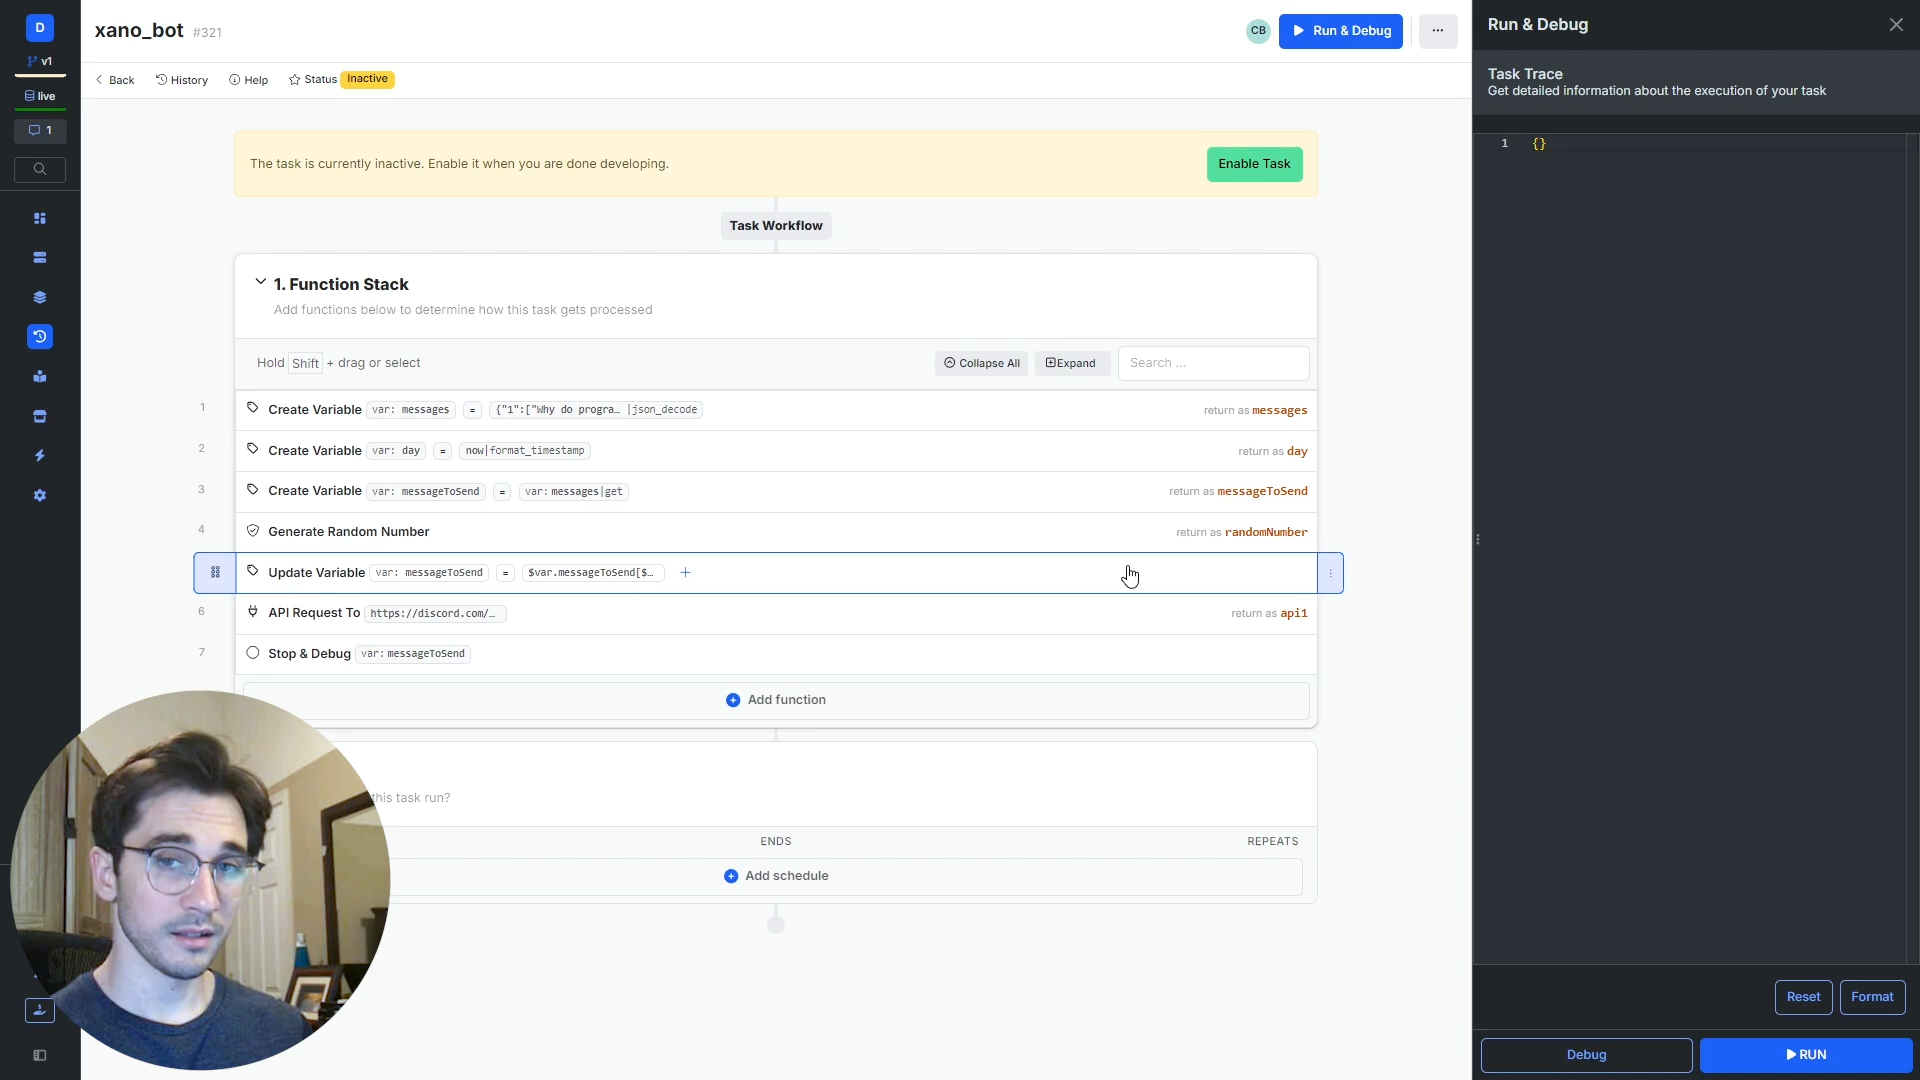 D
v1
live
1
xano_bot #321
CB
Run & Debug
...
Back
History
Help
Status Inactive
The task is currently inactive. Enable it when you are done developing.
Enable Task
Task Workflow
1. Function Stack
Add functions below to determine how this task gets processed
Hold Shift + drag or select
Collapse All
Expand
Search ...
1 Create Variable var: messages = {"1":["Why do progra… |json_decode return as messages
2 Create Variable var: day = now|format_timestamp return as day
3 Create Variable var: messageToSend = var: messages|get return as messageToSend
4 Generate Random Number return as randomNumber
Update Variable var: messageToSend = $var.messageToSend[$… +
6 API Request To https://discord.com/… return as api1
7 Stop & Debug var: messageToSend
Add function
this task run?
ENDS REPEATS
Add schedule
Run & Debug
Task Trace
Get detailed information about the execution of your task
1 {}
Reset
Format
Debug
RUN